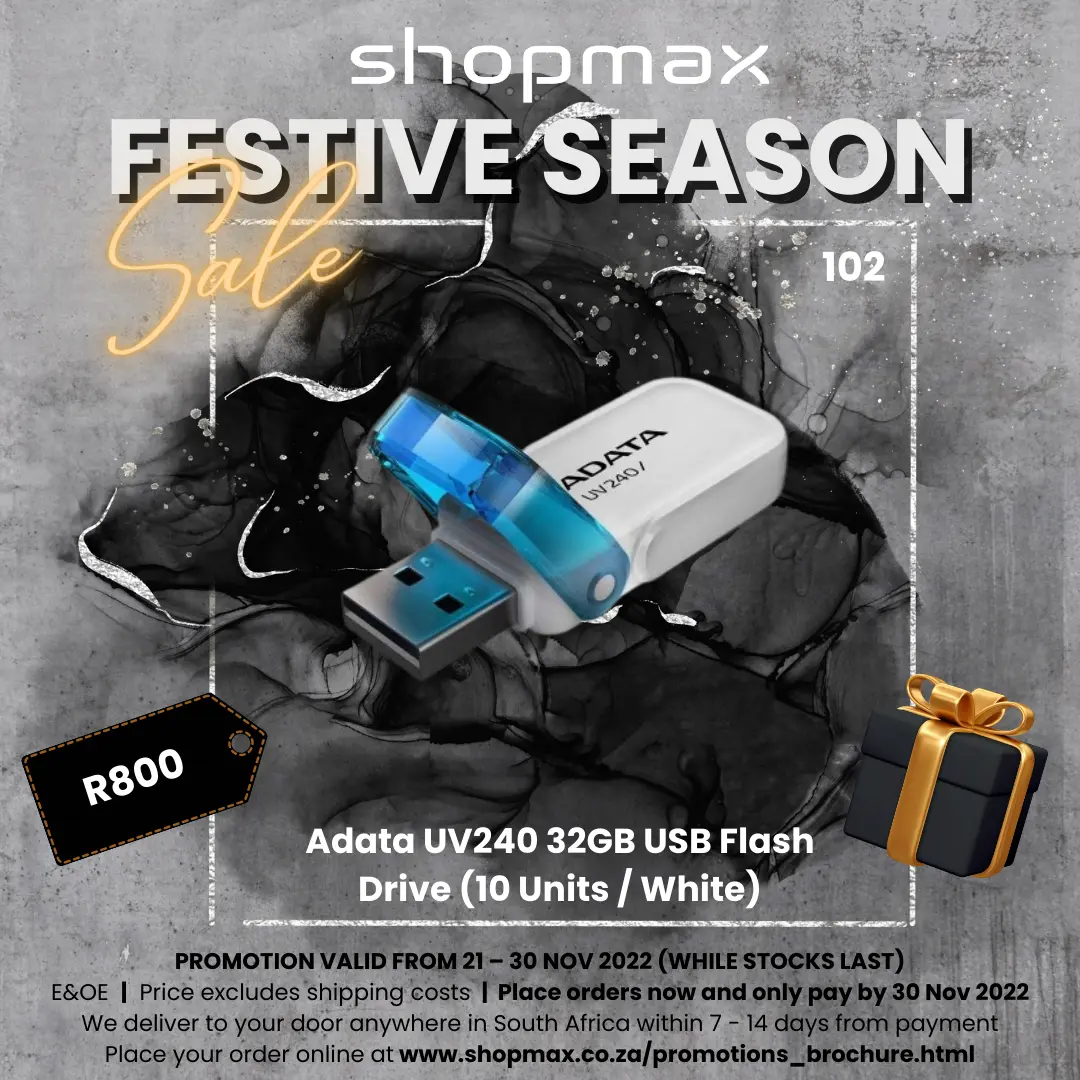 shopmax
FESTIVE SEASON
Sale
102
ADATA
UV240/
R800
Adata UV240 32GB USB Flash
Drive (10 Units / White)
PROMOTION VALID FROM 21 – 30 NOV 2022 (WHILE STOCKS LAST)
E&OE | Price excludes shipping costs | Place orders now and only pay by 30 Nov 2022
We deliver to your door anywhere in South Africa within 7 - 14 days from payment
Place your order online at www.shopmax.co.za/promotions_brochure.html